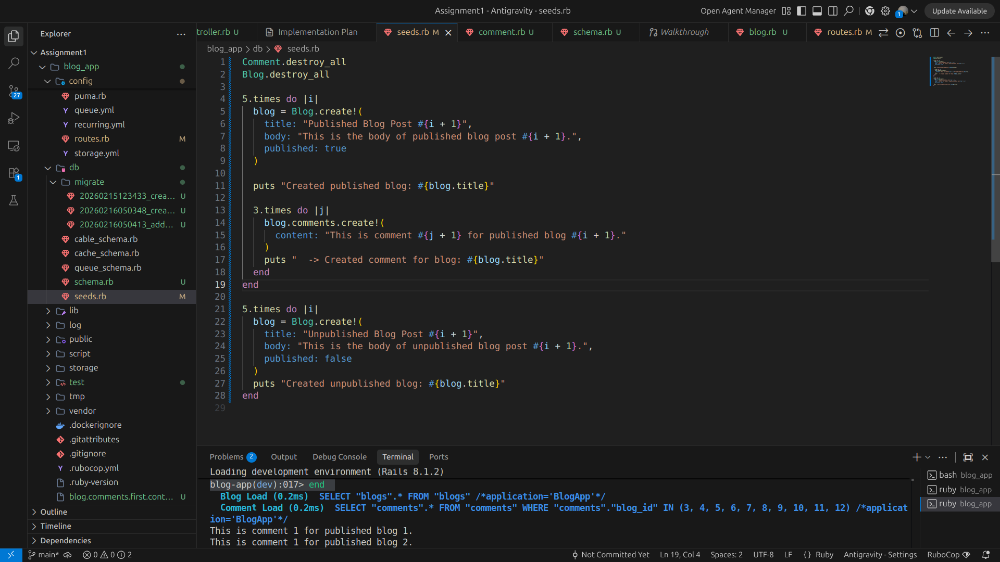 Assignment1 - Antigravity - seeds.rb
Open Agent Manager
1
Update Available
Explorer
troller.rb U
Implementation Plan
seeds.rb M
comment.rb U
schema.rb U
Walkthrough
blog.rb U
routes.rb M
blog_app > db > seeds.rb
Assignment1
blog_app
config
puma.rb
queue.yml
recurring.yml
routes.rb M
storage.yml
db
migrate
20260215123433_crea... U
20260216050348_crea... U
20260216050413_add... U
cable_schema.rb
cache_schema.rb
queue_schema.rb
schema.rb U
seeds.rb M
lib
log
public
script
storage
test
tmp
vendor
.dockerignore
.gitattributes
.gitignore
.rubocop.yml
.ruby-version
blog.comments.first.cont... U
Outline
Timeline
Dependencies
27
1
1 Comment.destroy_all
2 Blog.destroy_all
3
4 5.times do |i|
5 blog = Blog.create!(
6 title: "Published Blog Post #{i + 1}",
7 body: "This is the body of published blog post #{i + 1}.",
8 published: true
9 )
10
11 puts "Created published blog: #{blog.title}"
12
13 3.times do |j|
14 blog.comments.create!(
15 content: "This is comment #{j + 1} for published blog #{i + 1}."
16 )
17 puts "  -> Created comment for blog: #{blog.title}"
18 end
19 end
20
21 5.times do |i|
22 blog = Blog.create!(
23 title: "Unpublished Blog Post #{i + 1}",
24 body: "This is the body of unpublished blog post #{i + 1}.",
25 published: false
26 )
27 puts "Created unpublished blog: #{blog.title}"
28 end
29
Problems 2 Output Debug Console Terminal Ports
Loading development environment (Rails 8.1.2)
blog-app(dev):017> end
Blog Load (0.2ms)  SELECT "blogs".* FROM "blogs" /*application='BlogApp'*/
Comment Load (0.2ms)  SELECT "comments".* FROM "comments" WHERE "comments"."blog_id" IN (3, 4, 5, 6, 7, 8, 9, 10, 11, 12) /*applicat
ion='BlogApp'*/
This is comment 1 for published blog 1.
This is comment 1 for published blog 2.
bash blog_app
ruby blog_app
ruby blog_app
main* 0 0 2
Not Committed Yet Ln 19, Col 4 Spaces: 2 UTF-8 LF {} Ruby Antigravity - Settings RuboCop